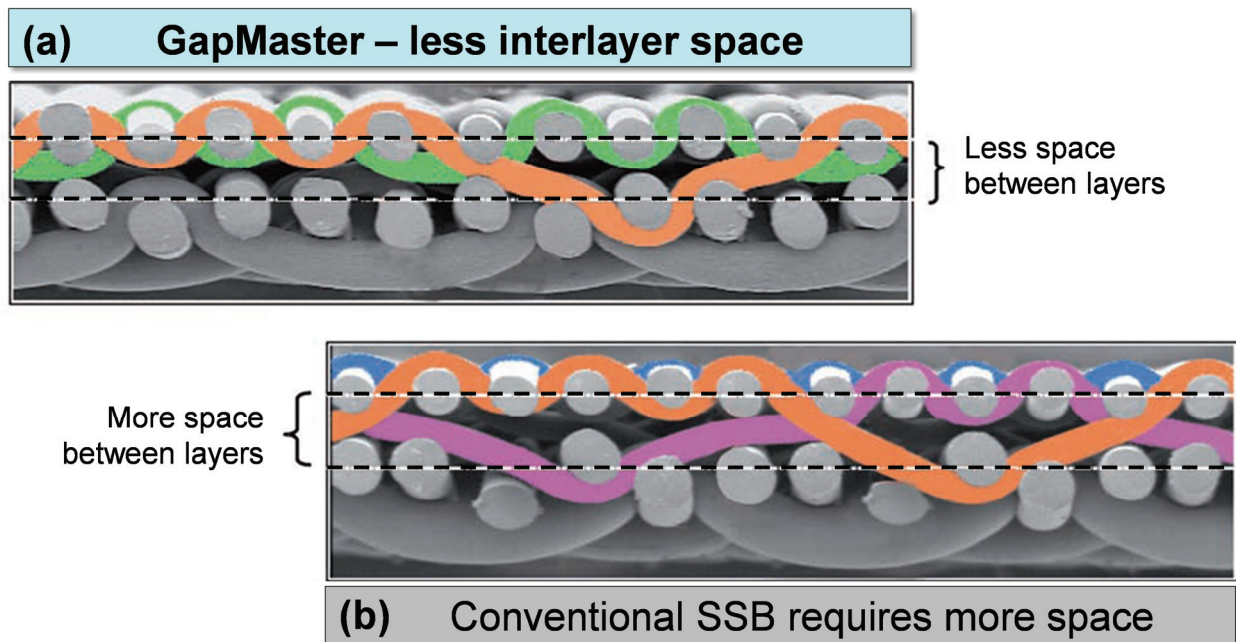 (a) GapMaster – less interlayer space
Less space
between layers
More space
between layers
(b) Conventional SSB requires more space